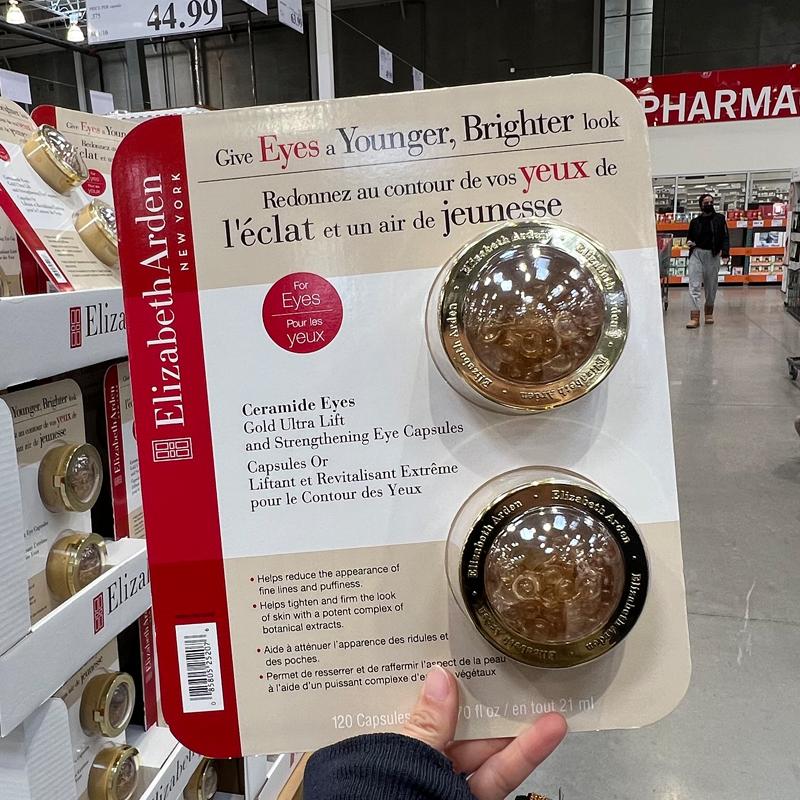 44.99
PHARMA
Give Eyes a Younger, Brighter look
Redonnez au contour de vos yeux de
l'éclat et un air de jeunesse
Elizabeth Arden
NEW YORK
For
Eyes
Pour les
yeux
Elizabeth Arden
Ceramide Eyes
Gold Ultra Lift
and Strengthening Eye Capsules
Capsules Or
Liftant et Revitalisant Extrême
pour le Contour des Yeux
Elizabeth Arden
• Helps reduce the appearance of
fine lines and puffiness.
• Helps tighten and firm the look
of skin with a potent complex of
botanical extracts.
• Aide à atténuer l'apparence des ridules et
des poches.
• Permet de resserrer et de raffermir l'aspect de la peau
à l'aide d'un puissant complexe végétaux
120 Capsules 70 fl oz / en tout 21 ml